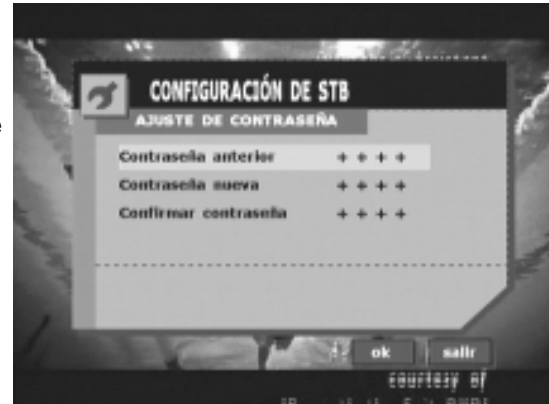 CONFIGURACIÓN DE STB
AJUSTE DE CONTRASEÑA
Contraseña anterior + + + +
Contraseña nueva + + + +
Confirmar contraseña + + + +
ok salir
courtesy of